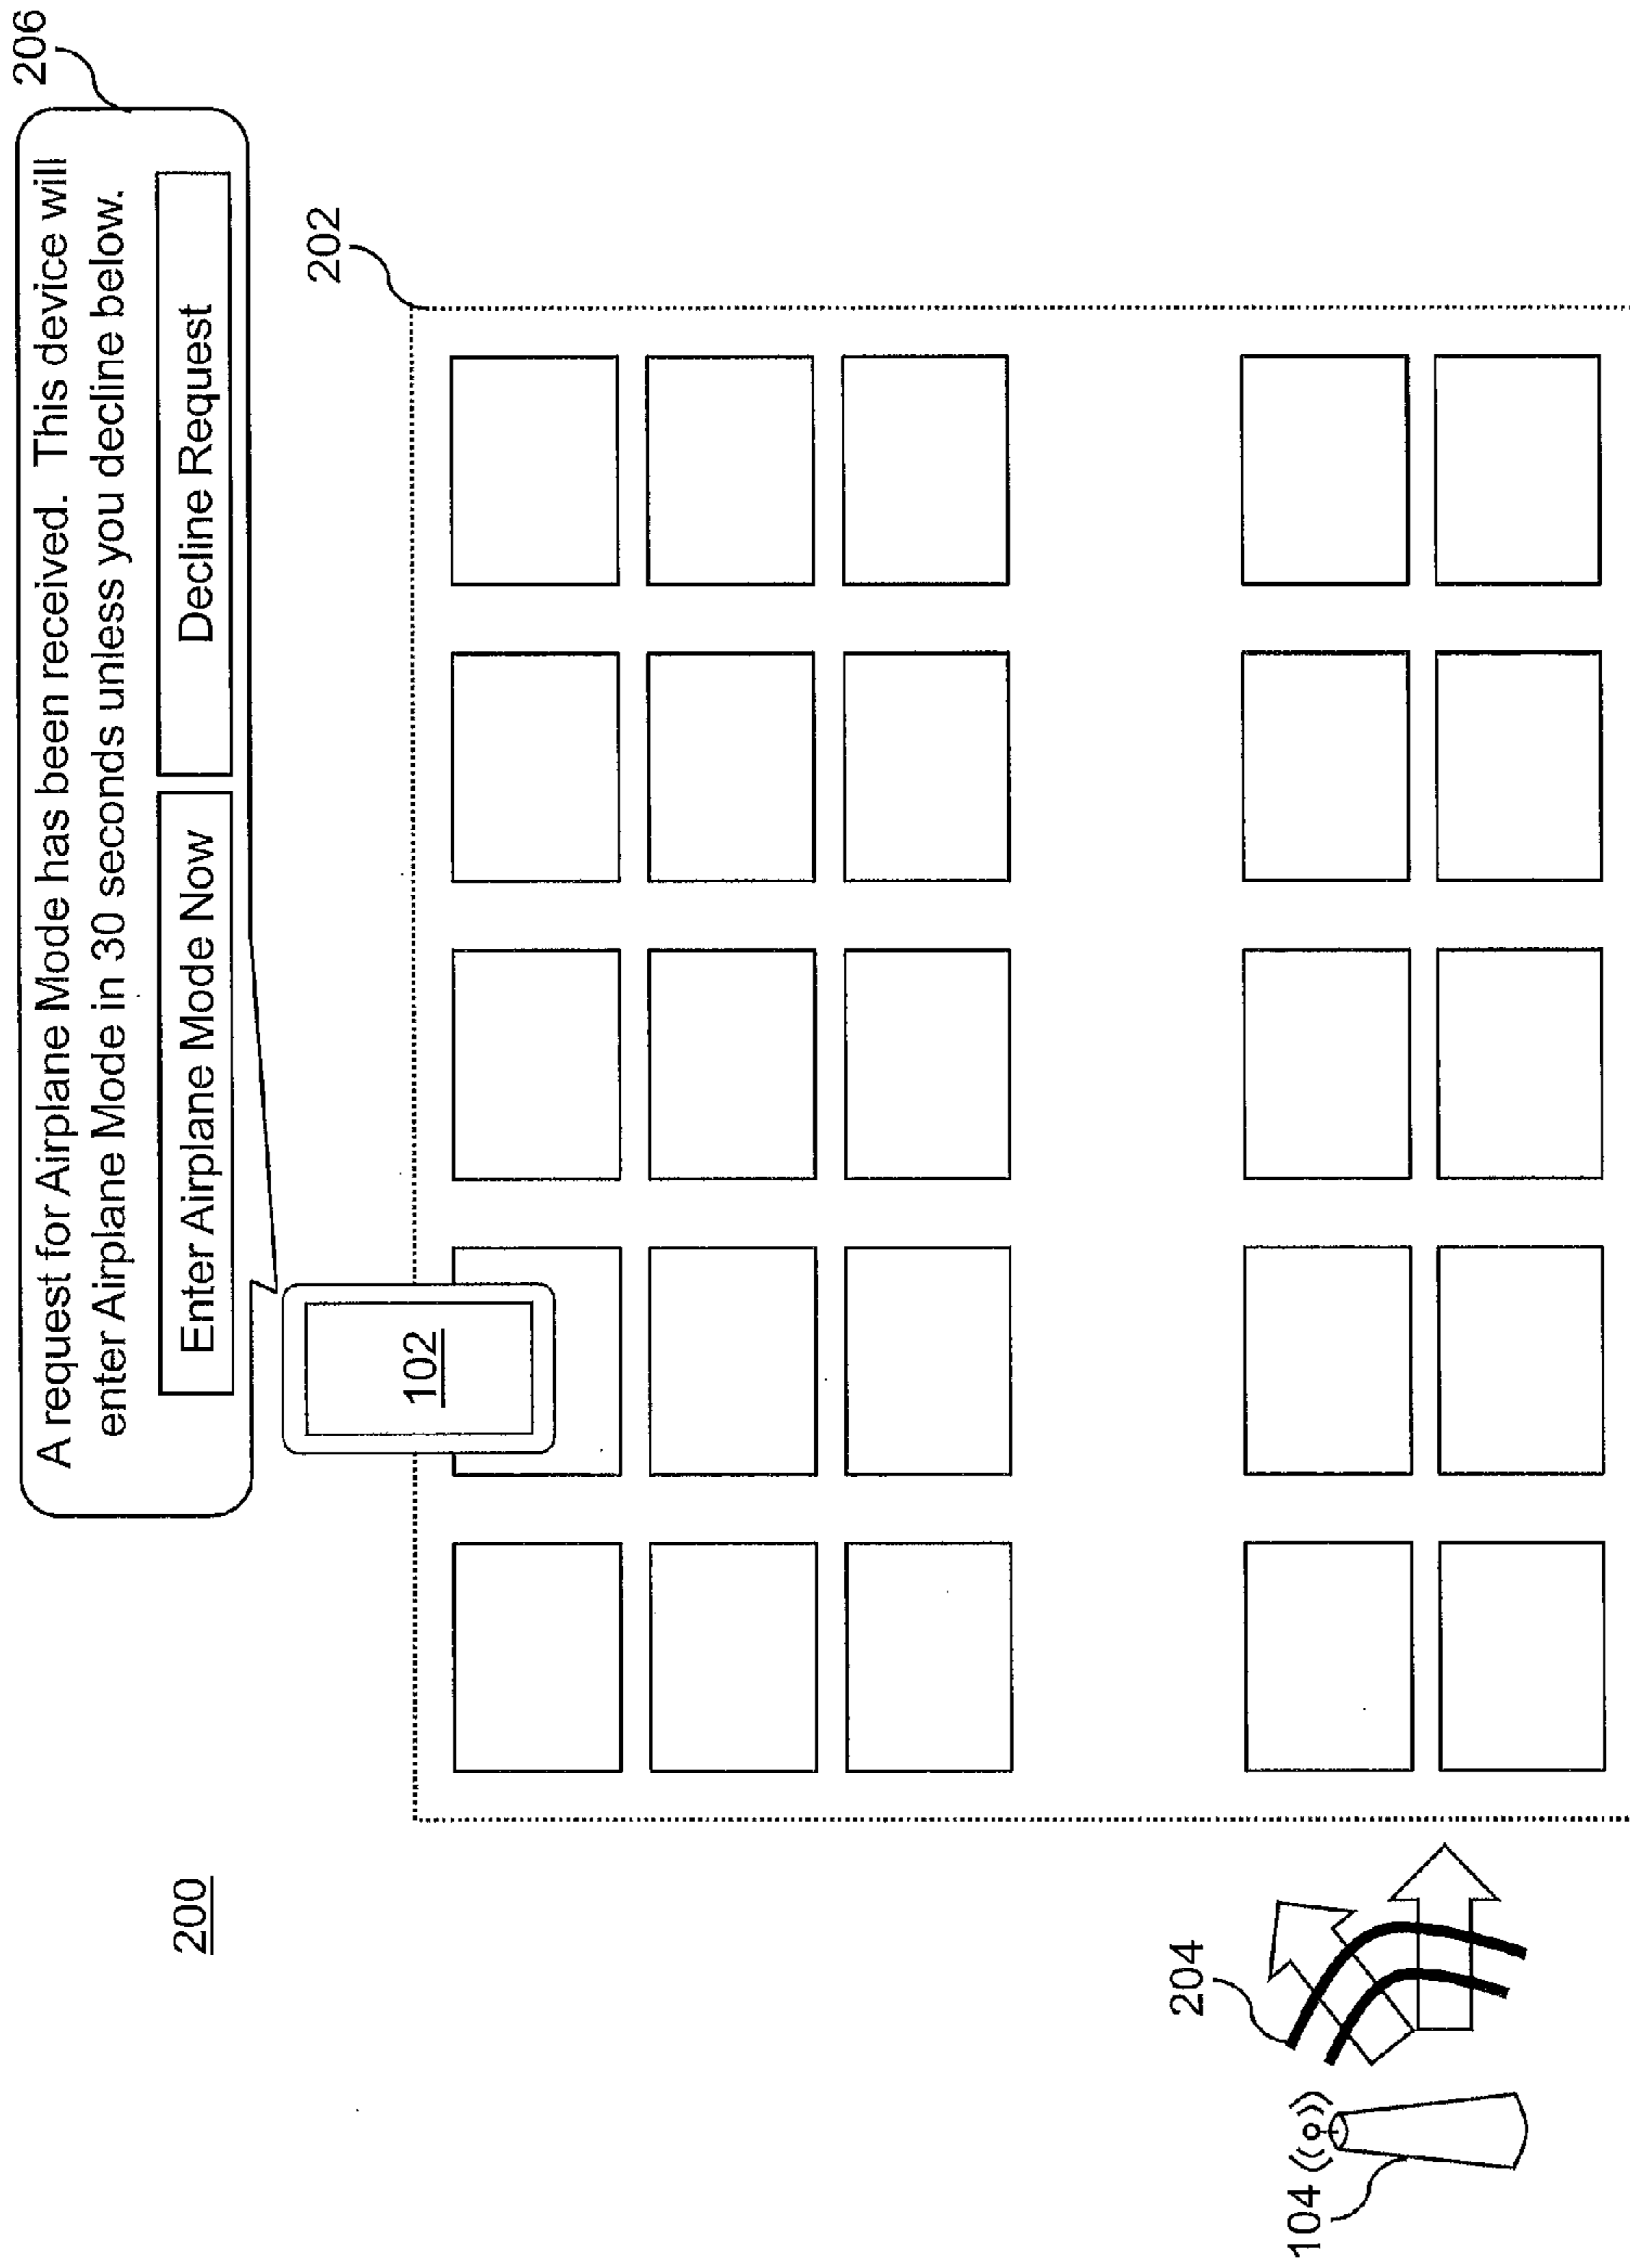 206
A request for Airplane Mode has been received. This device will
enter Airplane Mode in 30 seconds unless you decline below.
Enter Airplane Mode Now
Decline Request
202
102
200
204
104